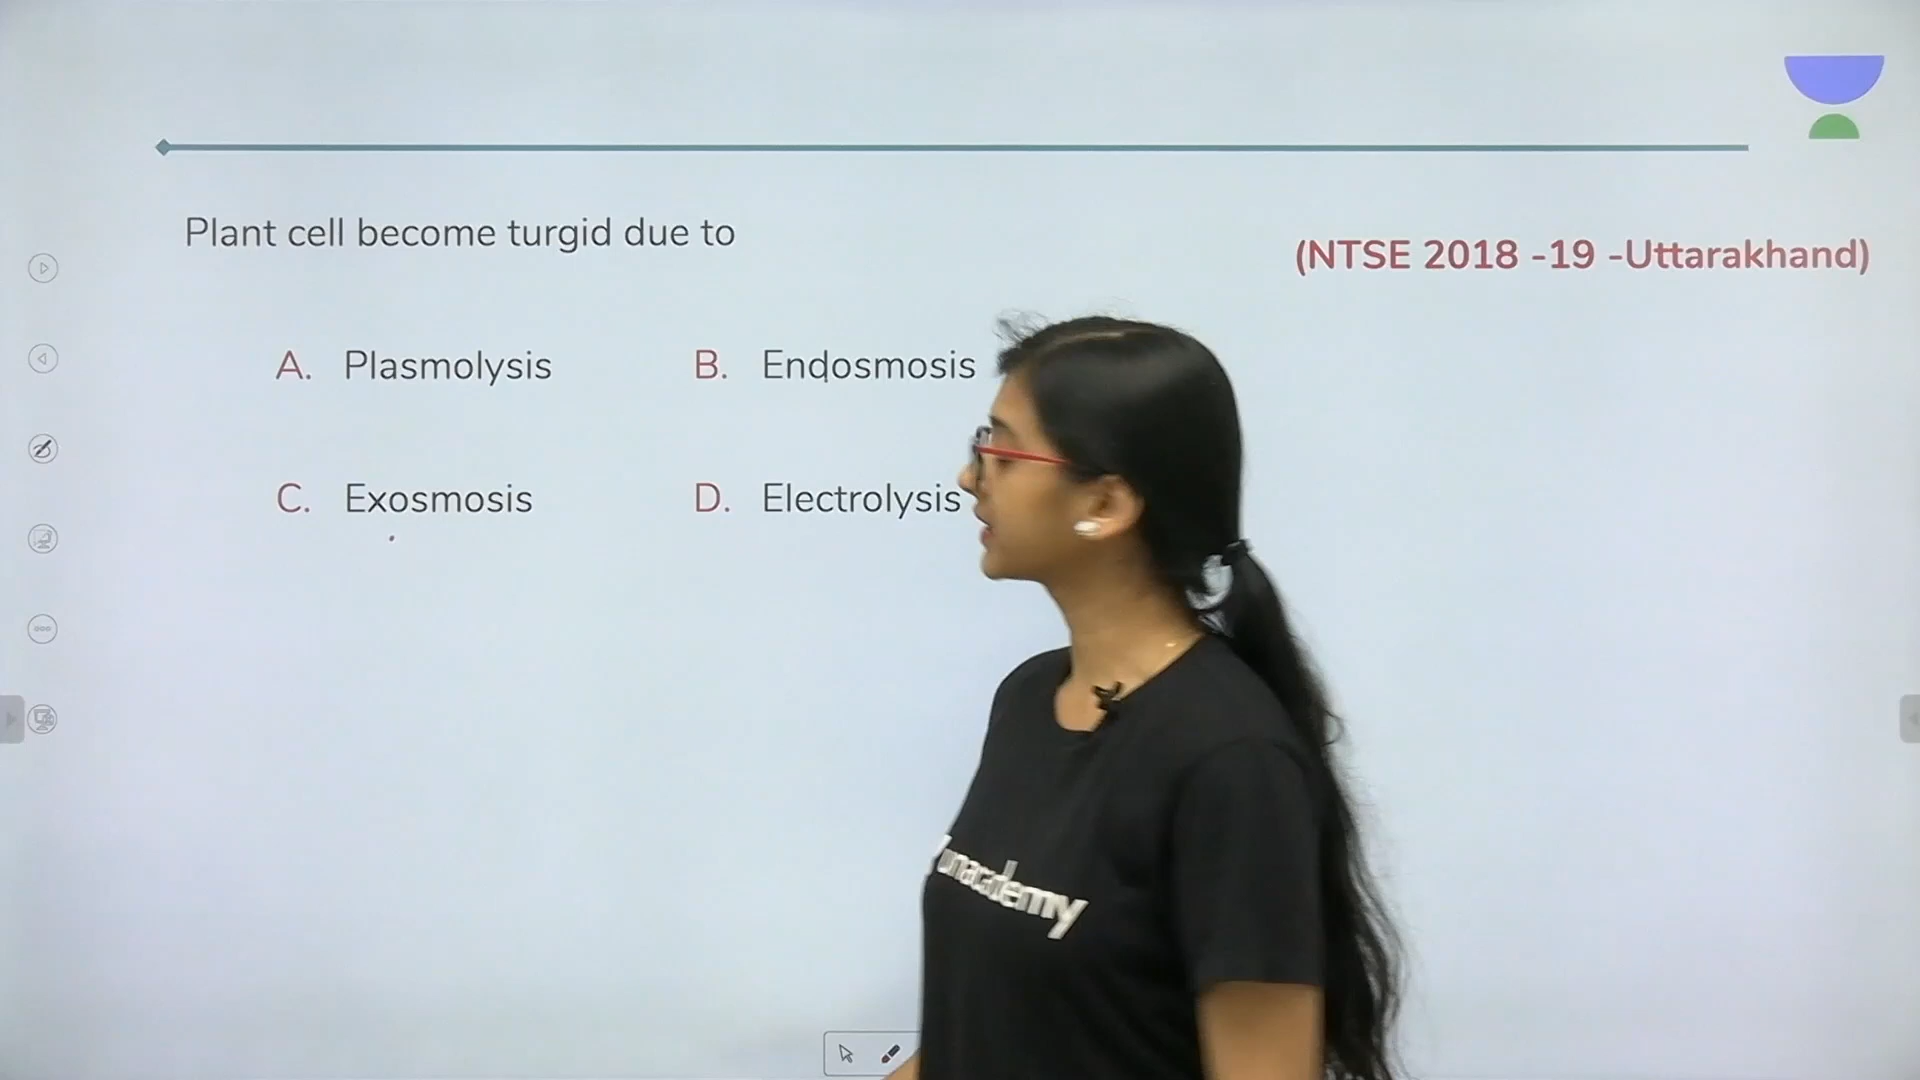 Plant cell become turgid due to
(NTSE 2018 -19 -Uttarakhand)
A. Plasmolysis
B. Endosmosis
C. Exosmosis
D. Electrolysis
unacademy